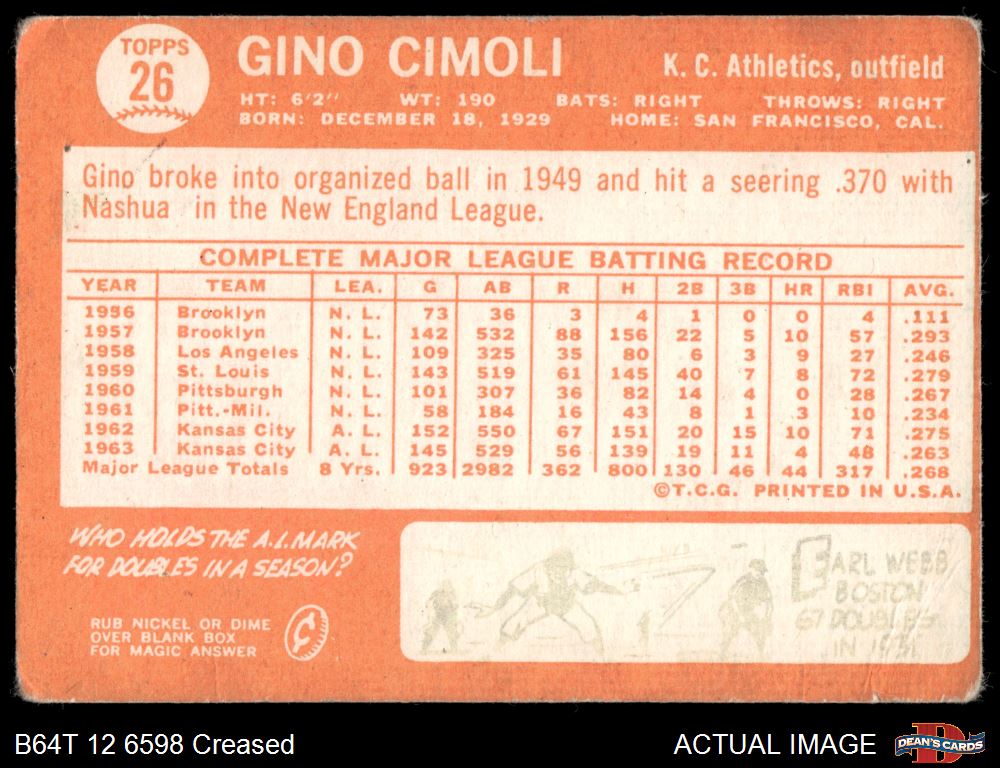 TOPPS
26
GINO CIMOLI
K. C. Athletics, outfield
HT: 6'2" WT: 190 BATS: RIGHT THROWS: RIGHT
BORN: DECEMBER 18, 1929 HOME: SAN FRANCISCO, CAL.
Gino broke into organized ball in 1949 and hit a seering .370 with
Nashua in the New England League.
COMPLETE MAJOR LEAGUE BATTING RECORD
YEAR TEAM LEA. G AB R H 2B 3B HR RBI AVG.
1956 Brooklyn N. L. 73 36 3 4 1 0 0 4 .111
1957 Brooklyn N. L. 142 532 88 156 22 5 10 57 .293
1958 Los Angeles N. L. 109 325 35 80 6 3 9 27 .246
1959 St. Louis N. L. 143 519 61 145 40 7 8 72 .279
1960 Pittsburgh N. L. 101 307 36 82 14 4 0 28 .267
1961 Pitt.-Mil. N. L. 58 184 16 43 8 1 3 10 .234
1962 Kansas City A. L. 152 550 67 151 20 15 10 71 .275
1963 Kansas City A. L. 145 529 56 139 19 11 4 48 .263
Major League Totals 8 Yrs. 923 2982 362 800 130 46 44 317 .268
©T.C.G. PRINTED IN U.S.A.
WHO HOLDS THE A.L. MARK
FOR DOUBLES IN A SEASON?
RUB NICKEL OR DIME
OVER BLANK BOX
FOR MAGIC ANSWER
EARL WEBB
BOSTON
67 DOUBLES
IN 1931
B64T 12 6598 Creased
ACTUAL IMAGE
DEAN'S CARDS